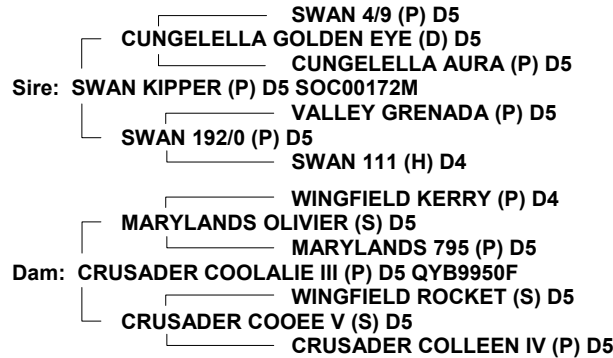 SWAN 4/9 (P) D5
CUNGELELLA GOLDEN EYE (D) D5
CUNGELELLA AURA (P) D5
Sire: SWAN KIPPER (P) D5 SOC00172M
VALLEY GRENADA (P) D5
SWAN 192/0 (P) D5
SWAN 111 (H) D4
WINGFIELD KERRY (P) D4
MARYLANDS OLIVIER (S) D5
MARYLANDS 795 (P) D5
Dam: CRUSADER COOLALIE III (P) D5 QYB9950F
WINGFIELD ROCKET (S) D5
CRUSADER COOEE V (S) D5
CRUSADER COLLEEN IV (P) D5